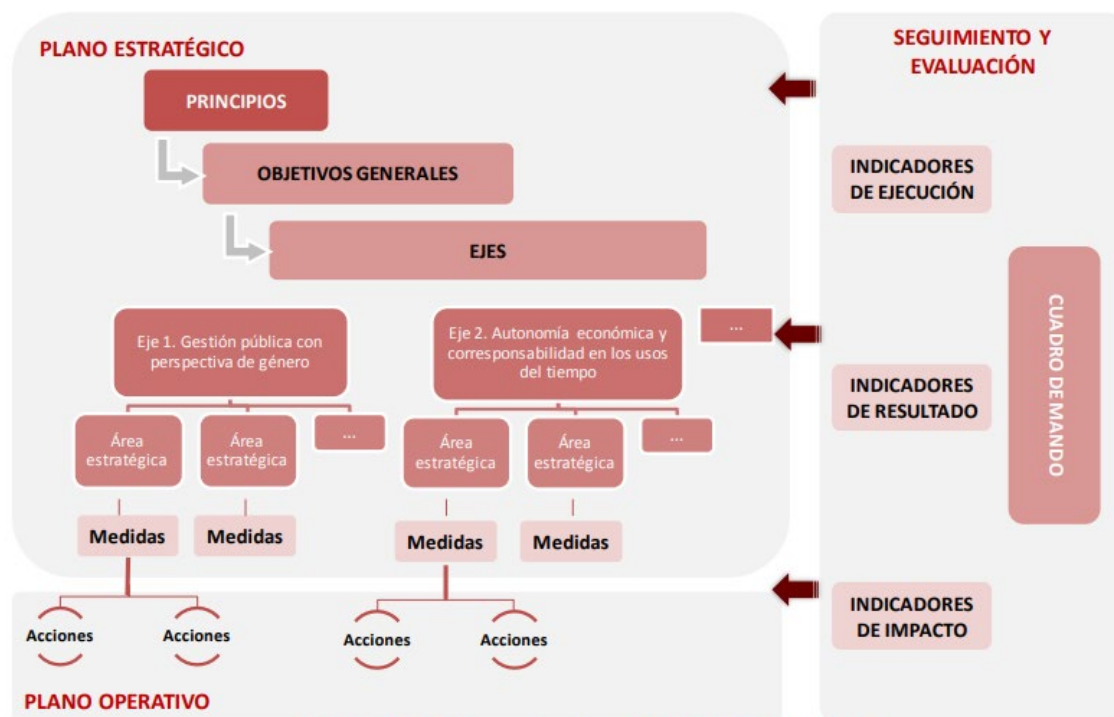 PLANO ESTRATÉGICO
PRINCIPIOS
OBJETIVOS GENERALES
EJES
Eje 1. Gestión pública con
perspectiva de género
Eje 2. Autonomía económica y
corresponsabilidad en los usos
del tiempo
...
Área
estratégica
Área
estratégica
...
Área
estratégica
Área
estratégica
...
Medidas
Medidas
Medidas
Medidas
Acciones
Acciones
Acciones
Acciones
PLANO OPERATIVO
SEGUIMIENTO Y
EVALUACIÓN
INDICADORES
DE EJECUCIÓN
INDICADORES
DE RESULTADO
INDICADORES
DE IMPACTO
CUADRO DE MANDO